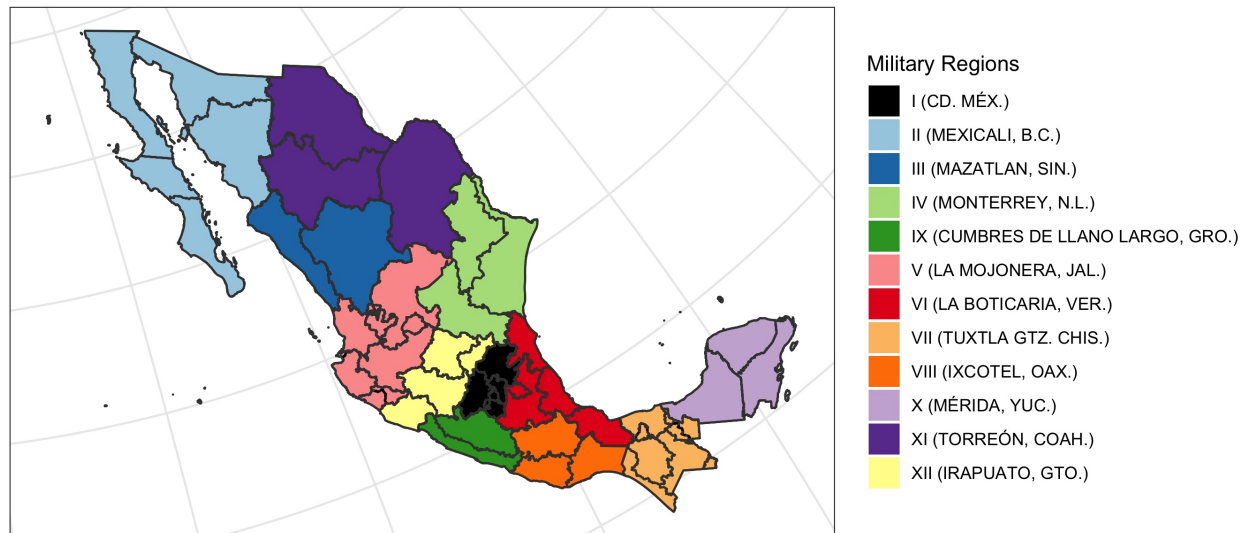 Military Regions
I (CD. MÉX.)
II (MEXICALI, B.C.)
III (MAZATLAN, SIN.)
IV (MONTERREY, N.L.)
IX (CUMBRES DE LLANO LARGO, GRO.)
V (LA MOJONERA, JAL.)
VI (LA BOTICARIA, VER.)
VII (TUXTLA GTZ. CHIS.)
VIII (IXCOTEL, OAX.)
X (MÉRIDA, YUC.)
XI (TORREÓN, COAH.)
XII (IRAPUATO, GTO.)